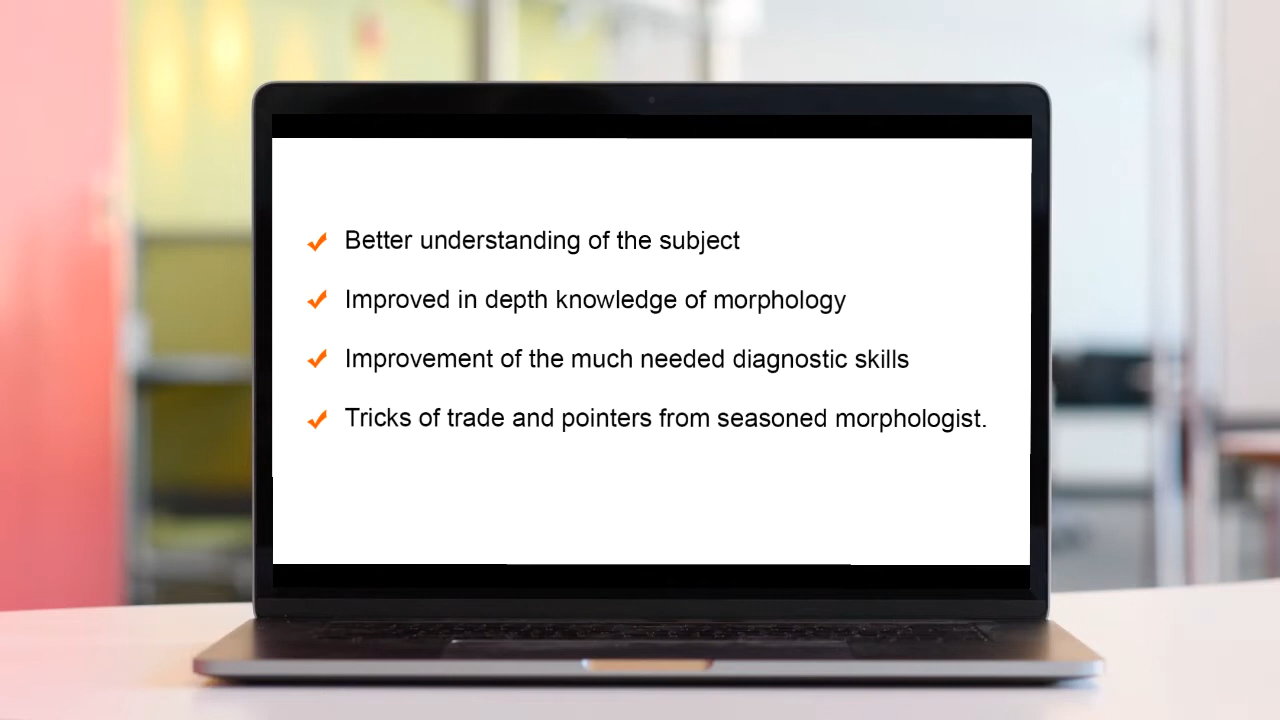 Better understanding of the subject
Improved in depth knowledge of morphology
Improvement of the much needed diagnostic skills
Tricks of trade and pointers from seasoned morphologist.